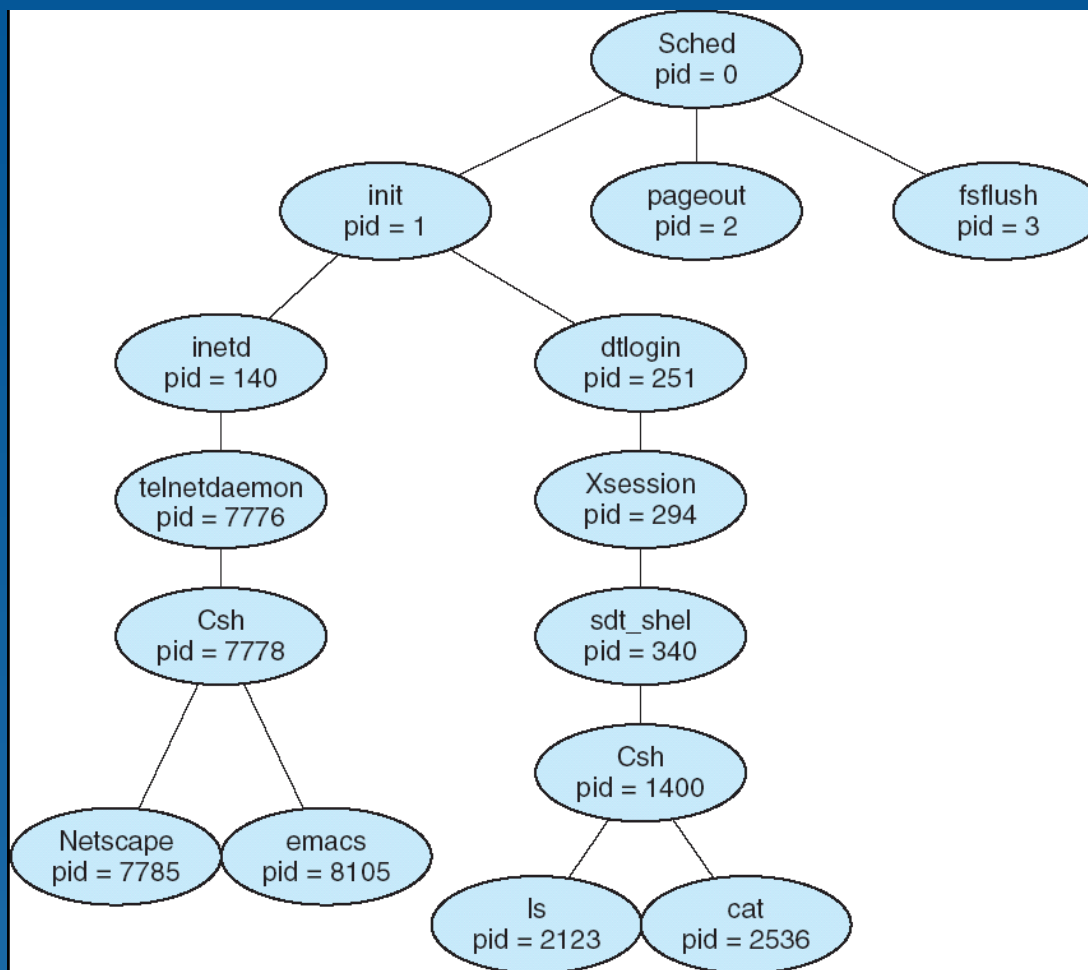 Sched
pid = 0
init
pid = 1
pageout
pid = 2
fsflush
pid = 3
inetd
pid = 140
dtlogin
pid = 251
telnetdaemon
pid = 7776
Xsession
pid = 294
Csh
pid = 7778
sdt_shel
pid = 340
Csh
pid = 1400
Netscape
pid = 7785
emacs
pid = 8105
ls
pid = 2123
cat
pid = 2536